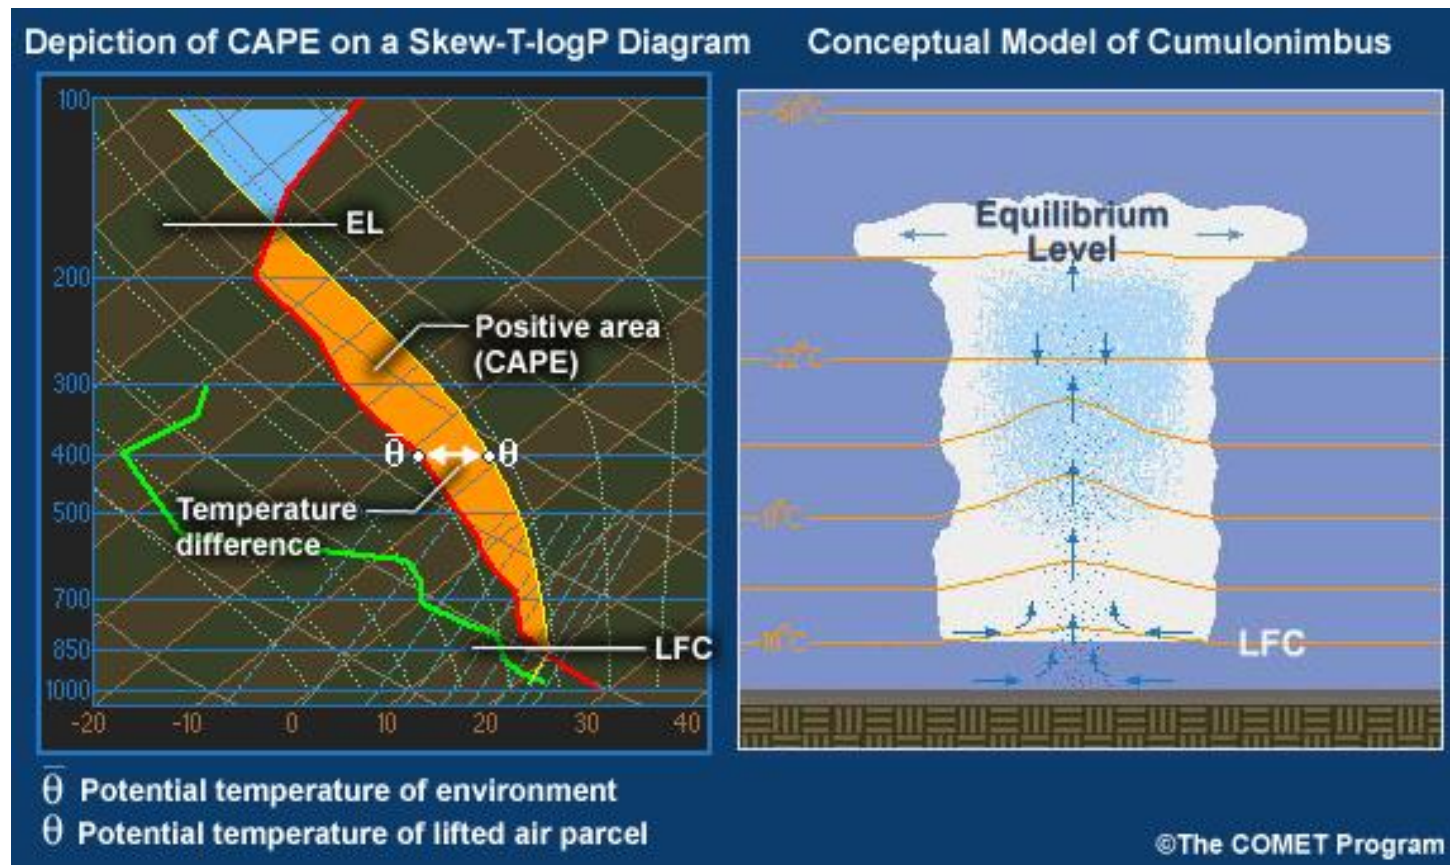 Depiction of CAPE on a Skew-T-logP Diagram
Conceptual Model of Cumulonimbus
100
EL
200
Positive area
(CAPE)
300
400
θ̅
θ
Temperature
difference
500
700
850
LFC
1000
-20
-10
0
10
20
30
40
Equilibrium
Level
LFC
θ̅ Potential temperature of environment
θ Potential temperature of lifted air parcel
©The COMET Program